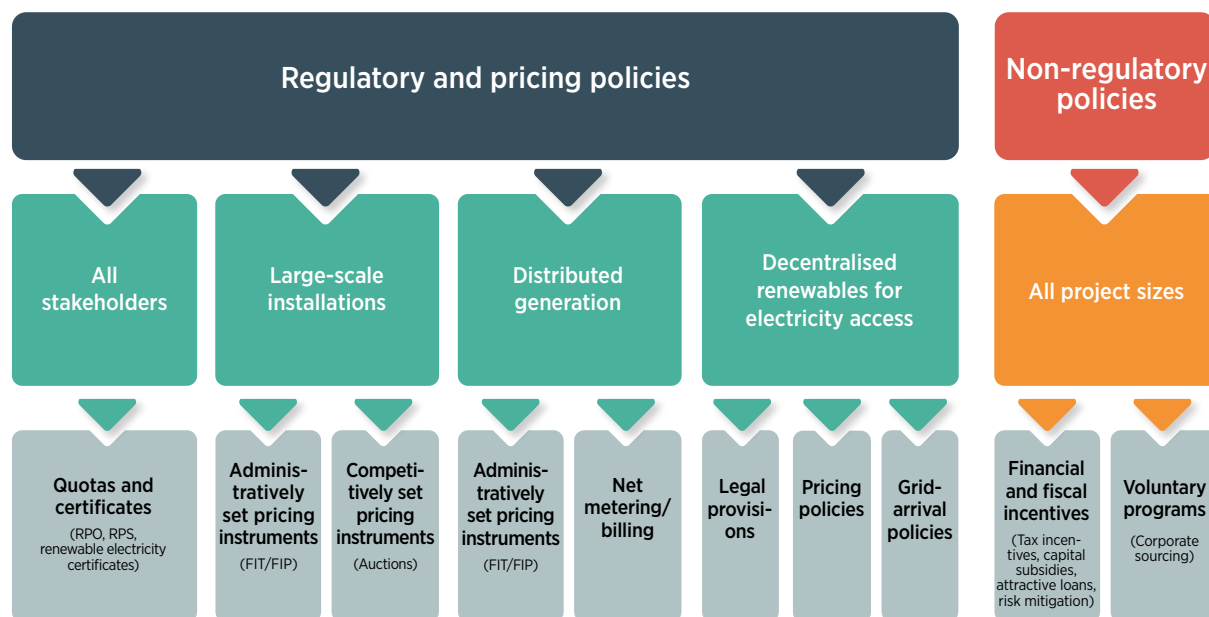 Regulatory and pricing policies
Non-regulatory
policies
All
stakeholders
Large-scale
installations
Distributed
generation
Decentralised
renewables for
electricity access
All project sizes
Quotas and
certificates
(RPO, RPS,
renewable electricity
certificates)
Adminis-
tratively
set pricing
instruments
(FIT/FIP)
Competi-
tively set
pricing
instruments
(Auctions)
Adminis-
tratively
set pricing
instruments
(FIT/FIP)
Net
metering/
billing
Legal
provisi-
ons
Pricing
policies
Grid-
arrival
policies
Financial
and fiscal
incentives
(Tax incen-
tives, capital
subsidies,
attractive loans,
risk mitigation)
Voluntary
programs
(Corporate
sourcing)